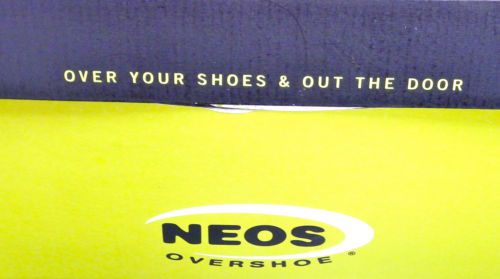 OVER YOUR SHOES & OUT THE DOOR
NEOS
OVERSHOE®